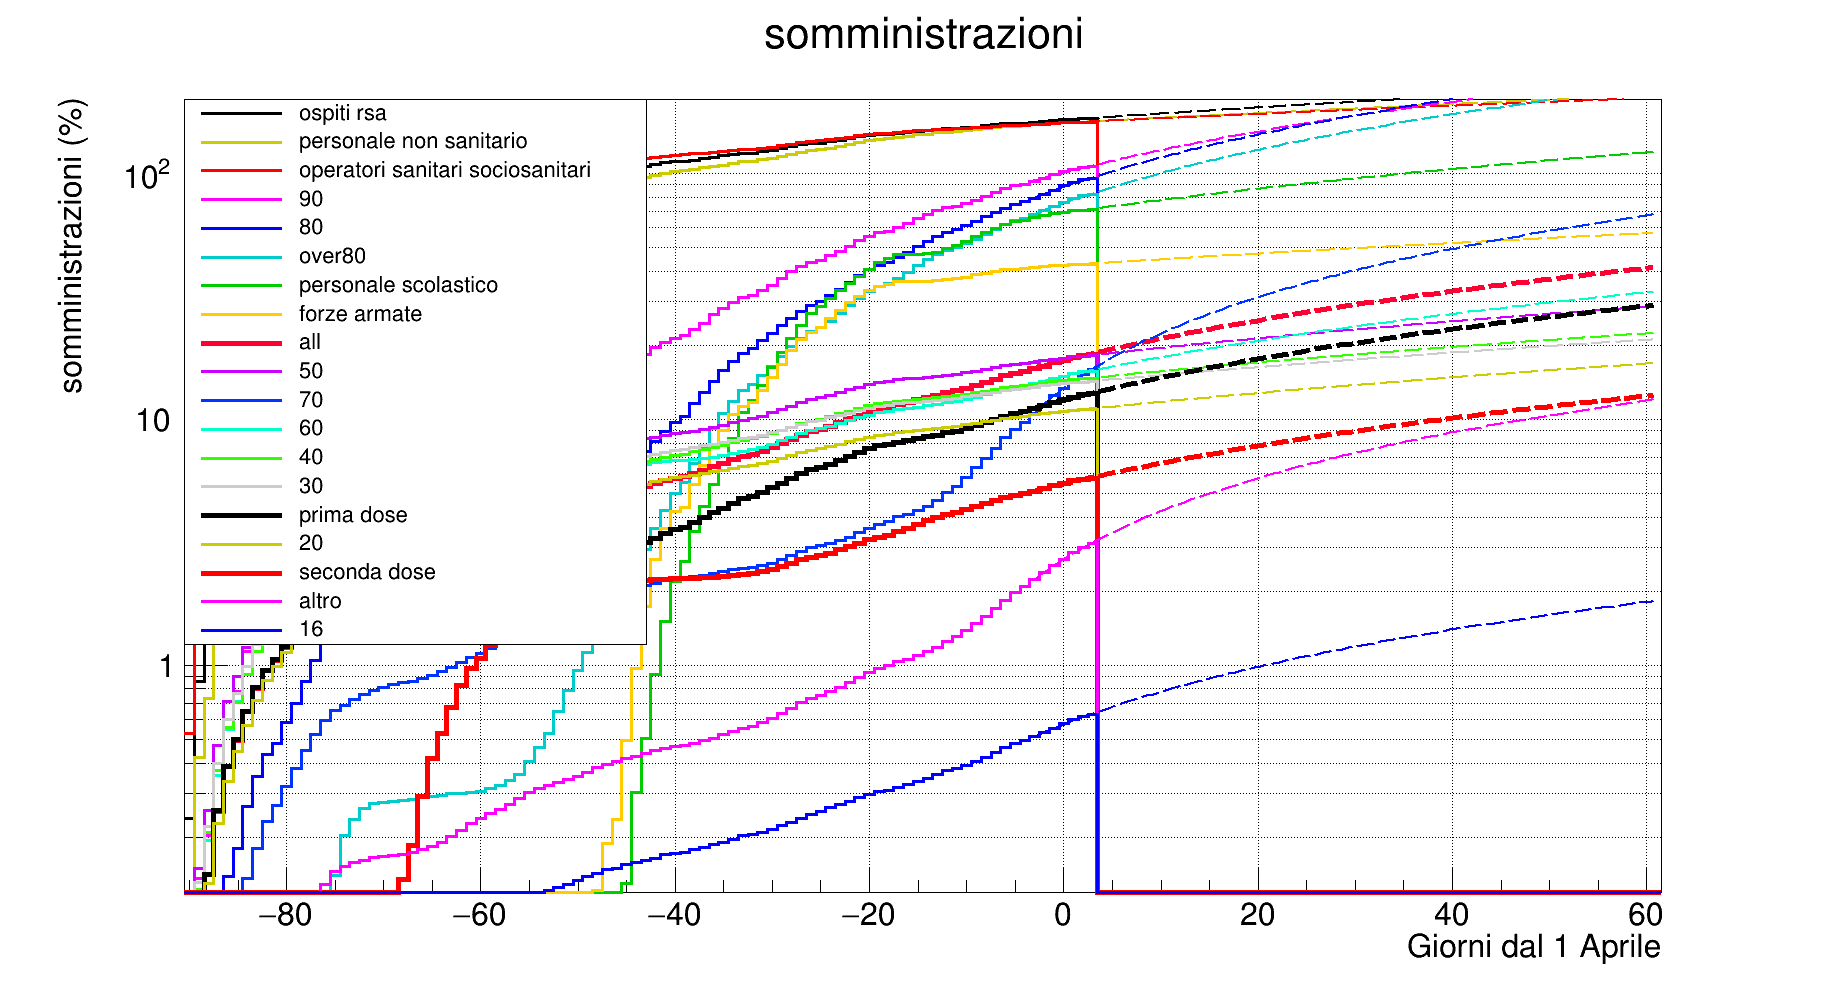 somministrazioni
somministrazioni (%)
ospiti rsa
personale non sanitario
operatori sanitari sociosanitari
90
80
over80
personale scolastico
forze armate
all
50
70
60
40
30
prima dose
20
seconda dose
altro
16
10²
10
1
−80 −60 −40 −20 0 20 40 60
Giorni dal 1 Aprile